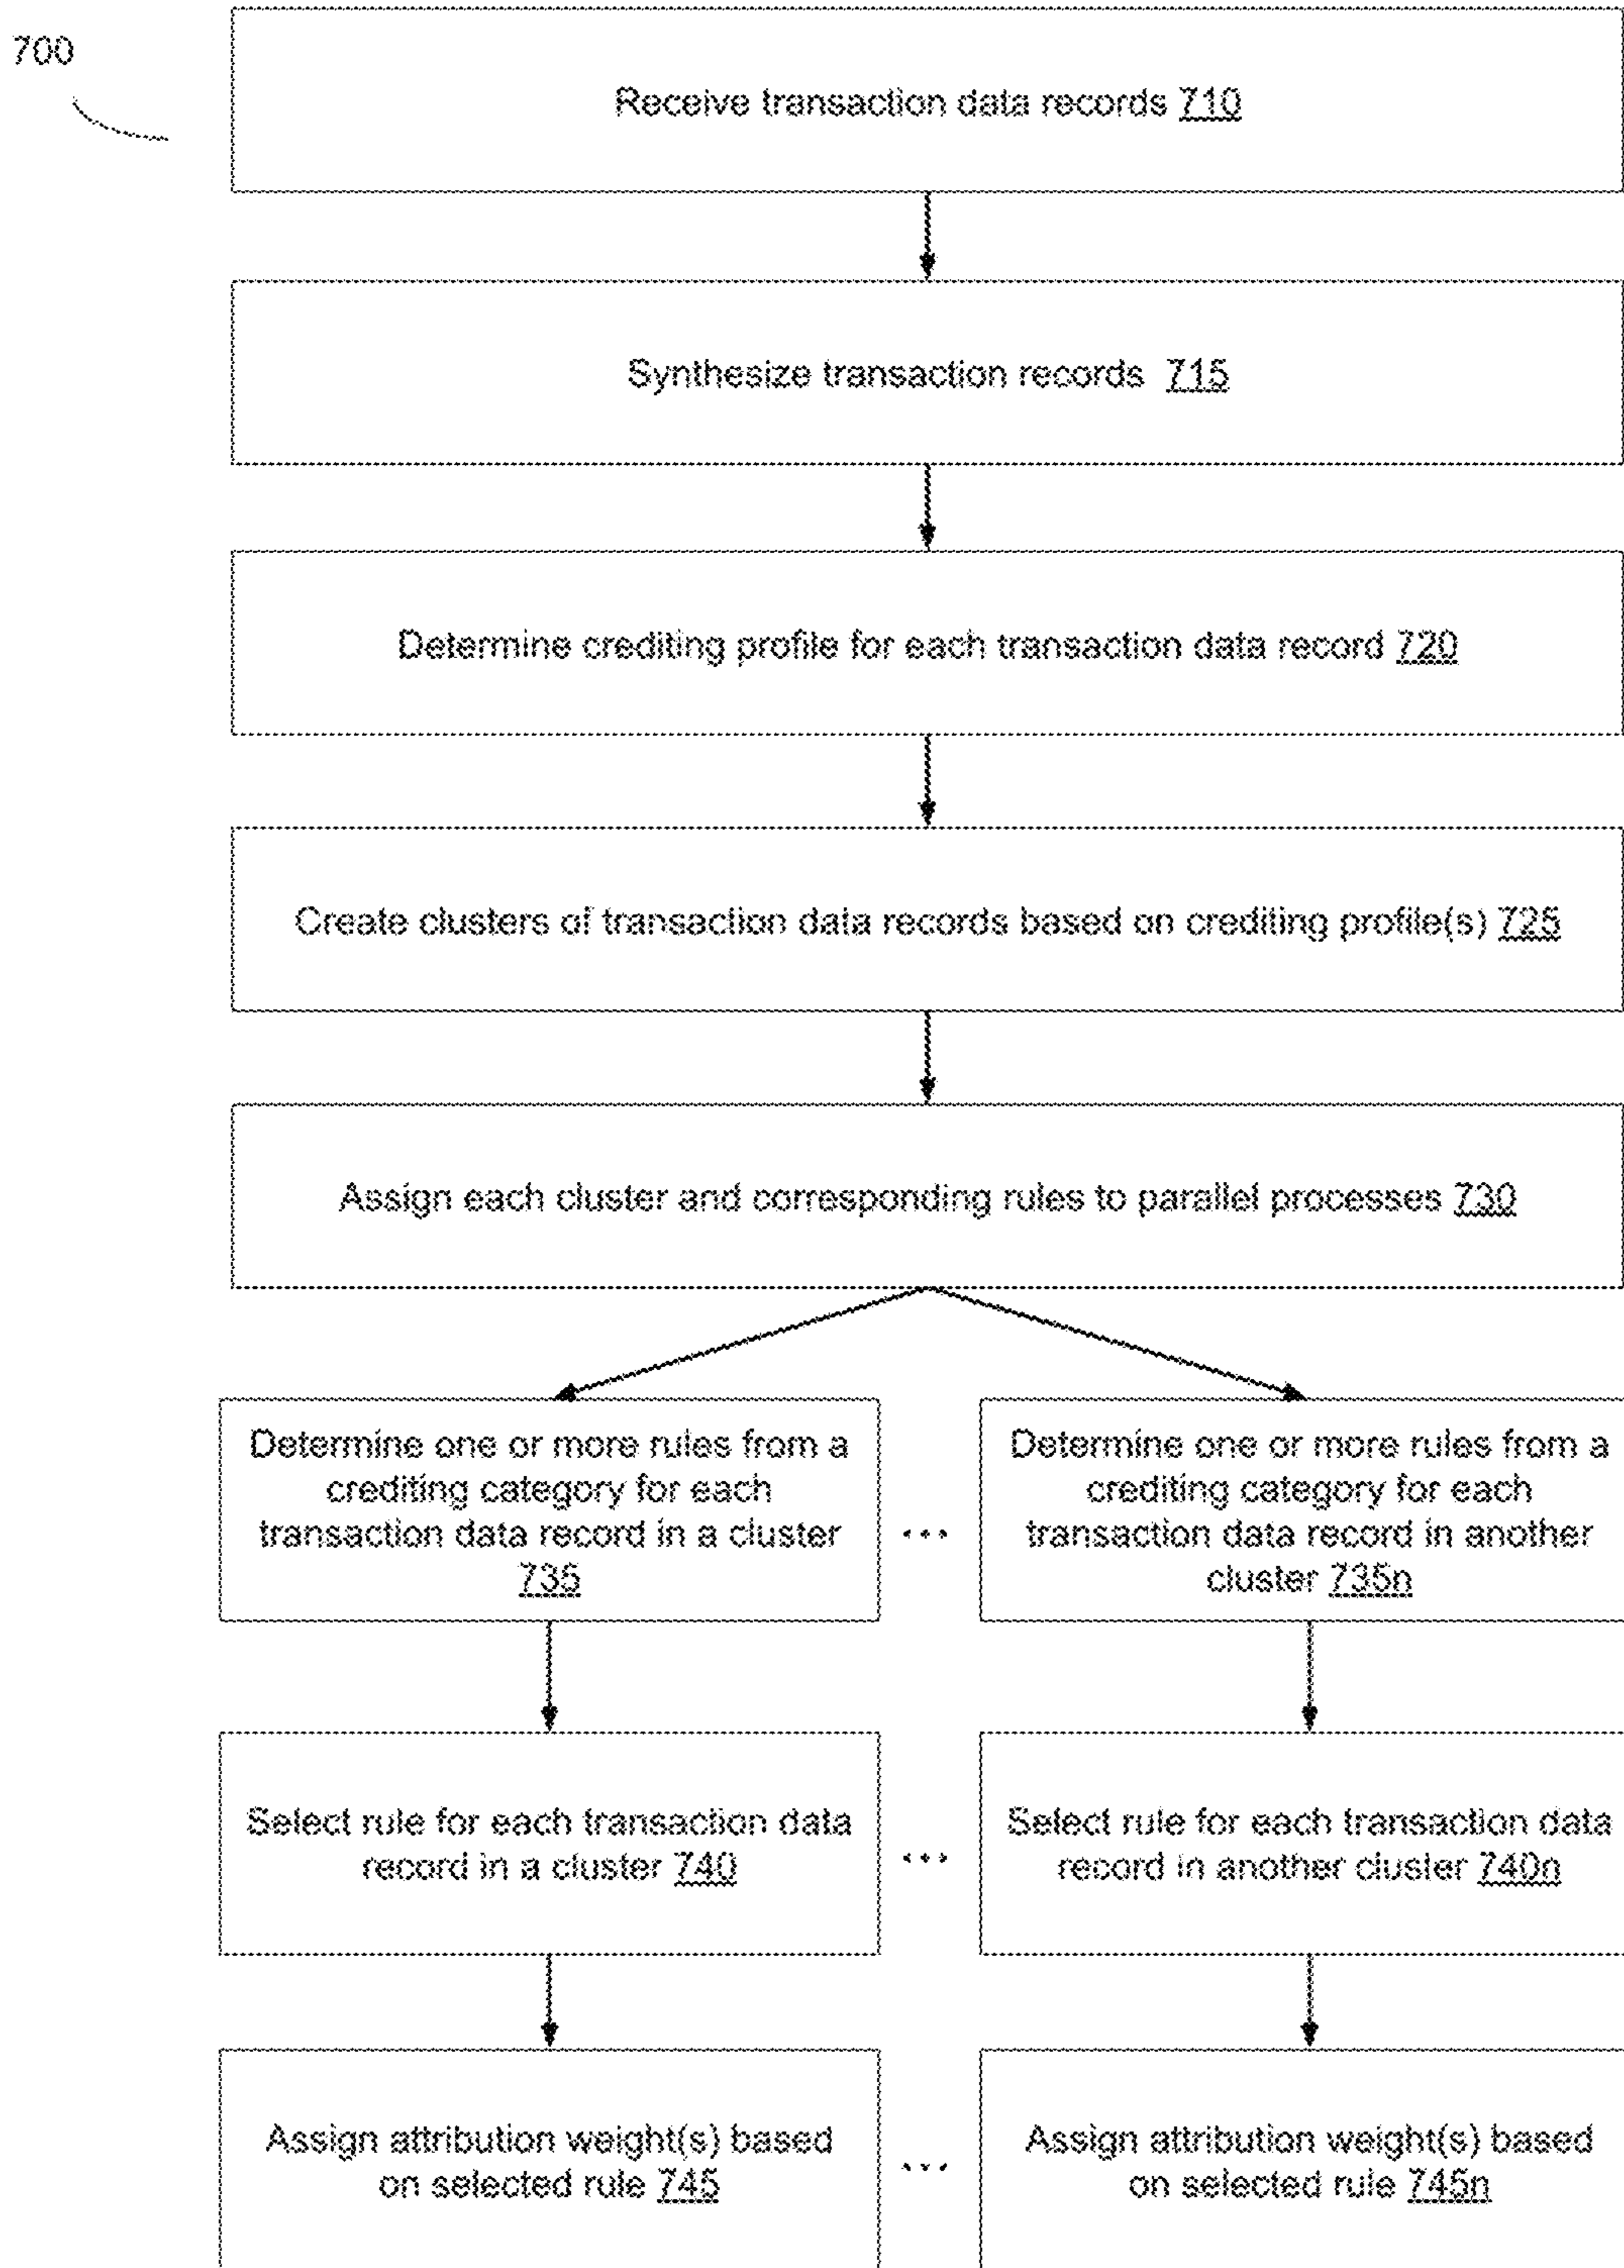 700
Receive transaction data records 710
Synthesize transaction records 715
Determine crediting profile for each transaction data record 720
Create clusters of transaction data records based on crediting profile(s) 725
Assign each cluster and corresponding rules to parallel processes 730
Determine one or more rules from a
crediting category for each
transaction data record in a cluster
735
...
Determine one or more rules from a
crediting category for each
transaction data record in another
cluster 735n
Select rule for each transaction data
record in a cluster 740
...
Select rule for each transaction data
record in another cluster 740n
Assign attribution weight(s) based
on selected rule 745
...
Assign attribution weight(s) based
on selected rule 745n